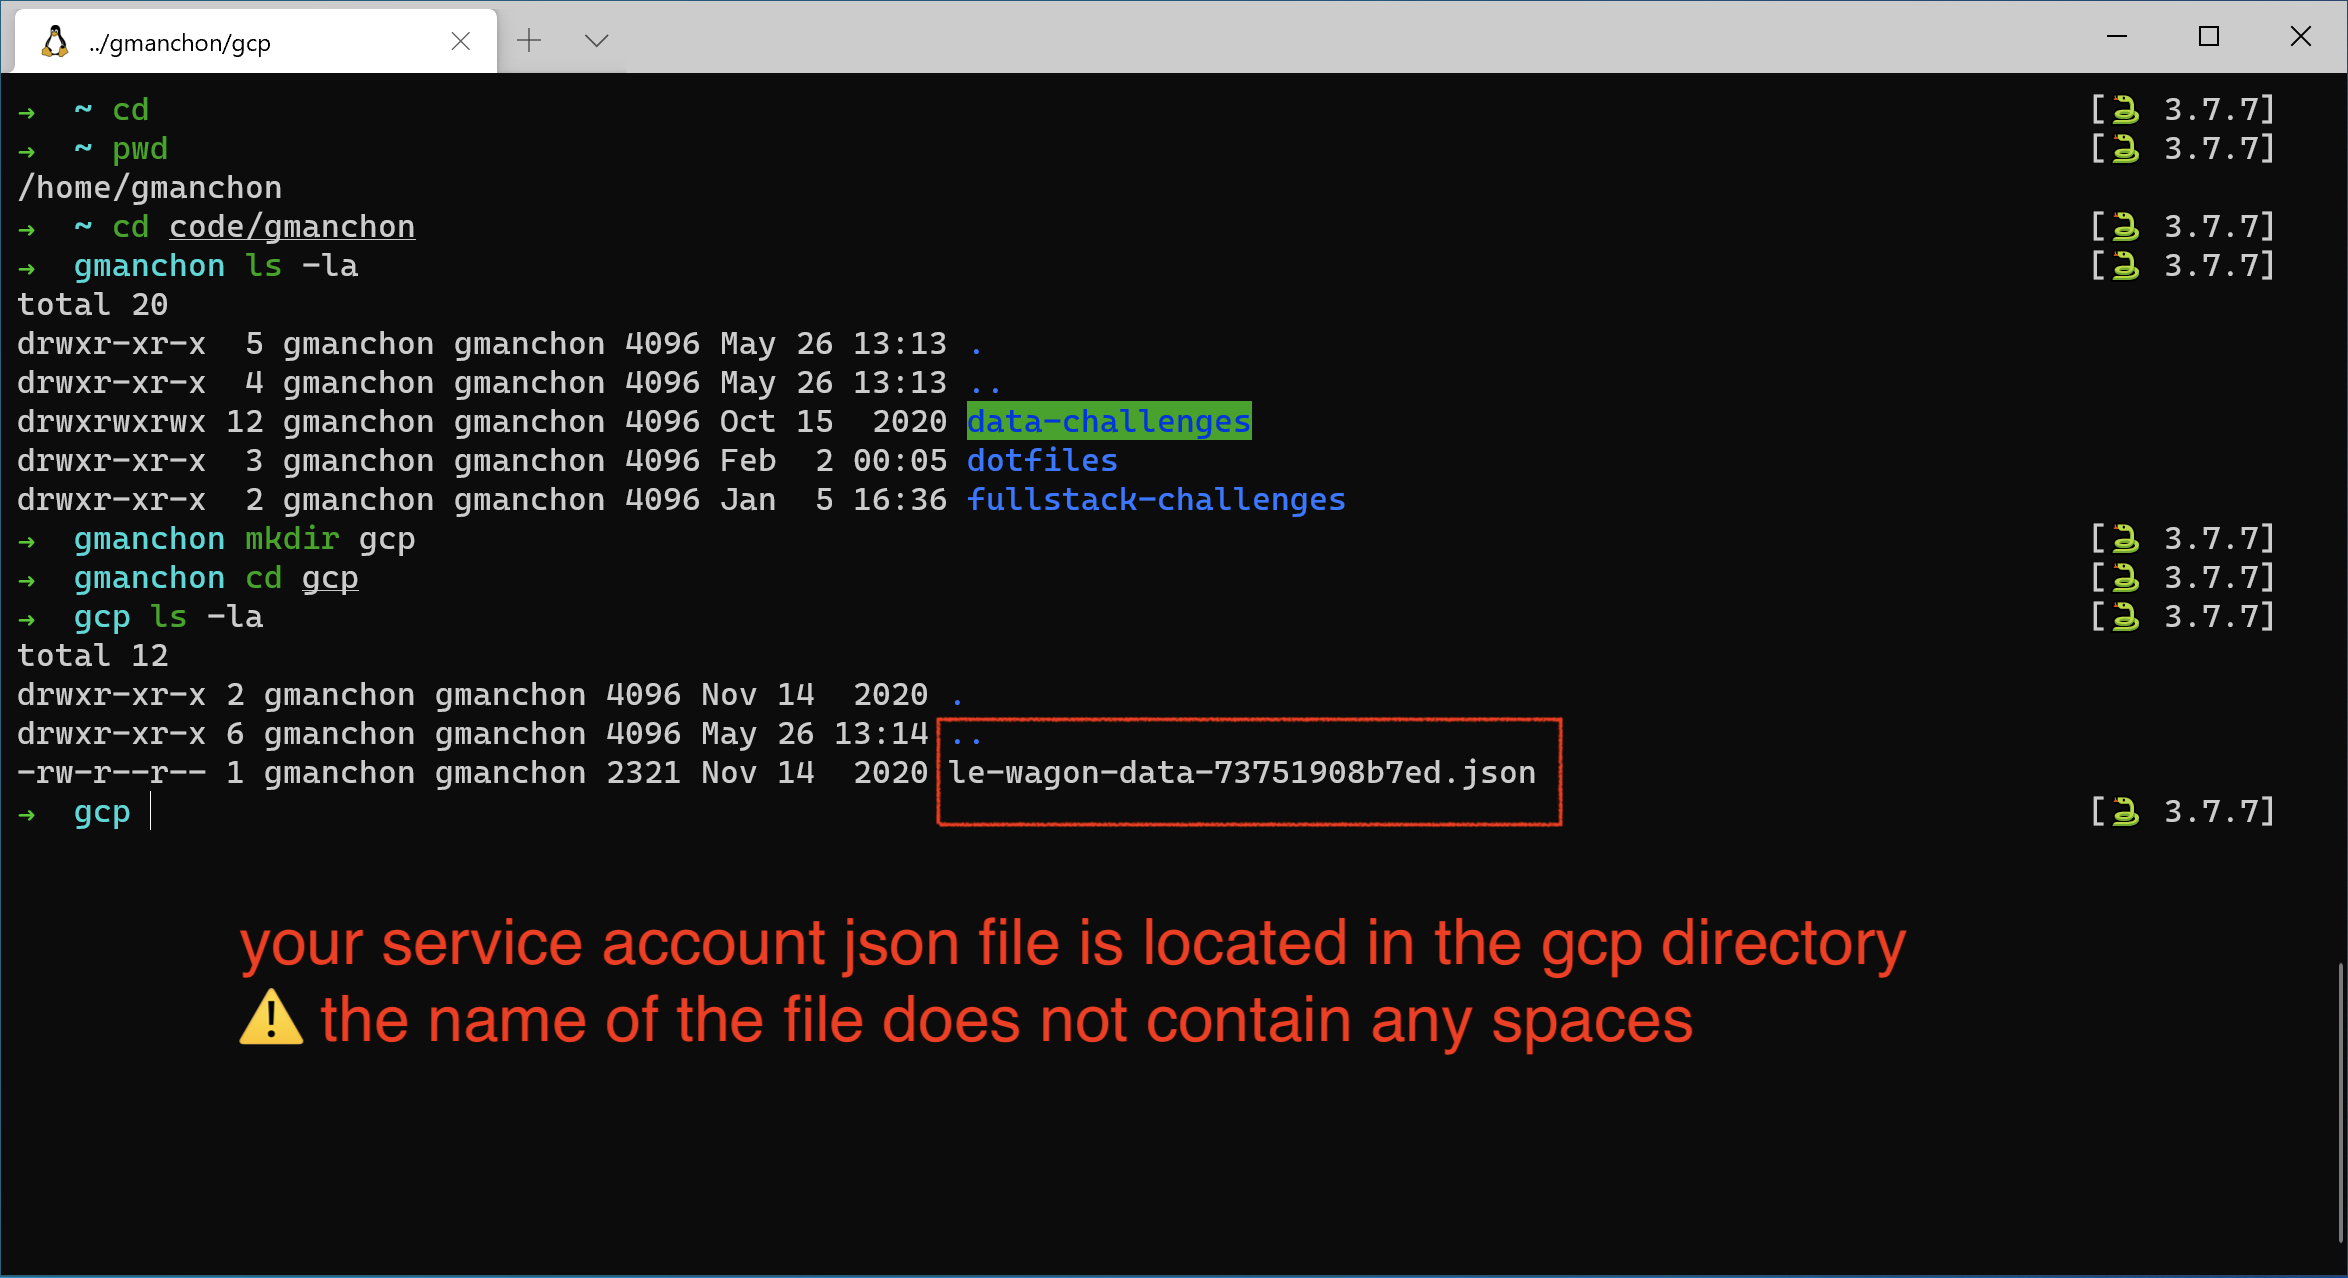 ../gmanchon/gcp
→ ~ cd [🐍 3.7.7]
→ ~ pwd [🐍 3.7.7]
/home/gmanchon
→ ~ cd code/gmanchon [🐍 3.7.7]
→ gmanchon ls -la [🐍 3.7.7]
total 20
drwxr-xr-x  5 gmanchon gmanchon 4096 May 26 13:13 .
drwxr-xr-x  4 gmanchon gmanchon 4096 May 26 13:13 ..
drwxrwxrwx 12 gmanchon gmanchon 4096 Oct 15  2020 data-challenges
drwxr-xr-x  3 gmanchon gmanchon 4096 Feb  2 00:05 dotfiles
drwxr-xr-x  2 gmanchon gmanchon 4096 Jan  5 16:36 fullstack-challenges
→ gmanchon mkdir gcp [🐍 3.7.7]
→ gmanchon cd gcp [🐍 3.7.7]
→ gcp ls -la [🐍 3.7.7]
total 12
drwxr-xr-x 2 gmanchon gmanchon 4096 Nov 14  2020 .
drwxr-xr-x 6 gmanchon gmanchon 4096 May 26 13:14 ..
-rw-r--r-- 1 gmanchon gmanchon 2321 Nov 14  2020 le-wagon-data-73751908b7ed.json
→ gcp [🐍 3.7.7]
your service account json file is located in the gcp directory
⚠️ the name of the file does not contain any spaces